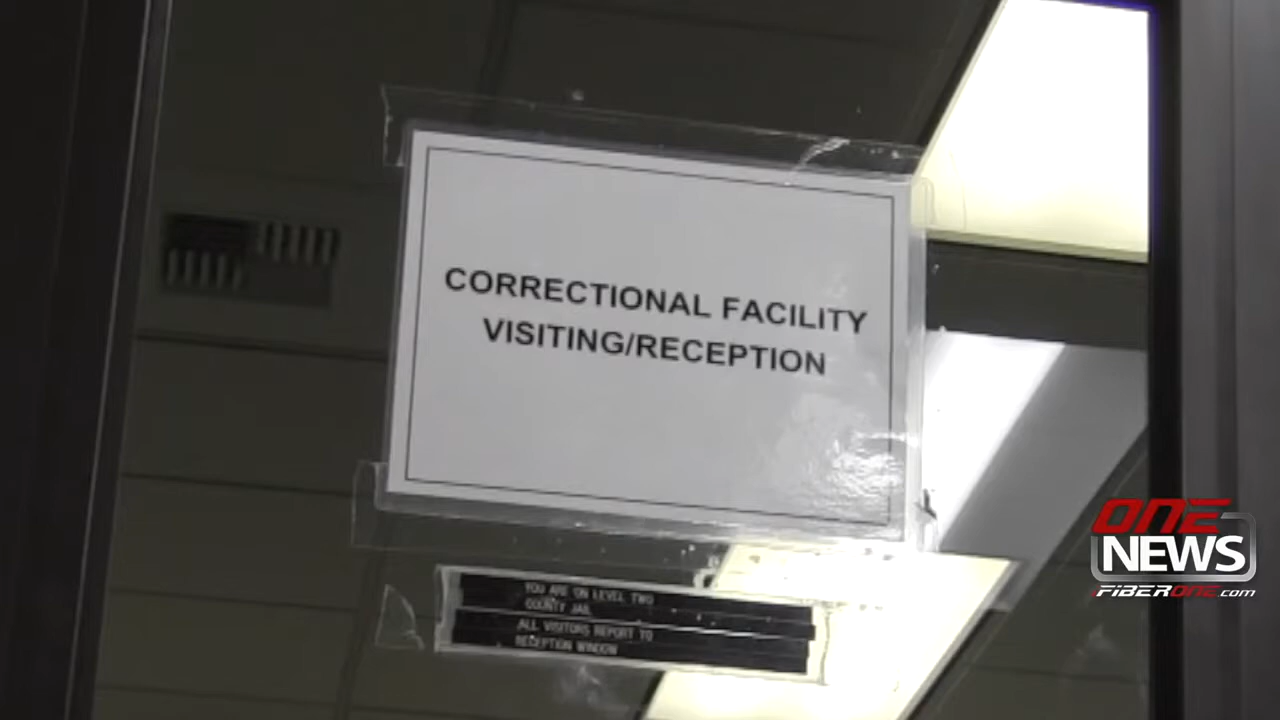 CORRECTIONAL FACILITY
VISITING/RECEPTION
YOU ARE ON LEVEL TWO
COUNTY JAIL
ALL VISITORS REPORT TO
RECEPTION WINDOW
ONE
NEWS
FIBERONE.com